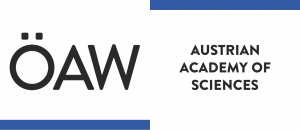 ÖAW
AUSTRIAN
ACADEMY OF
SCIENCES